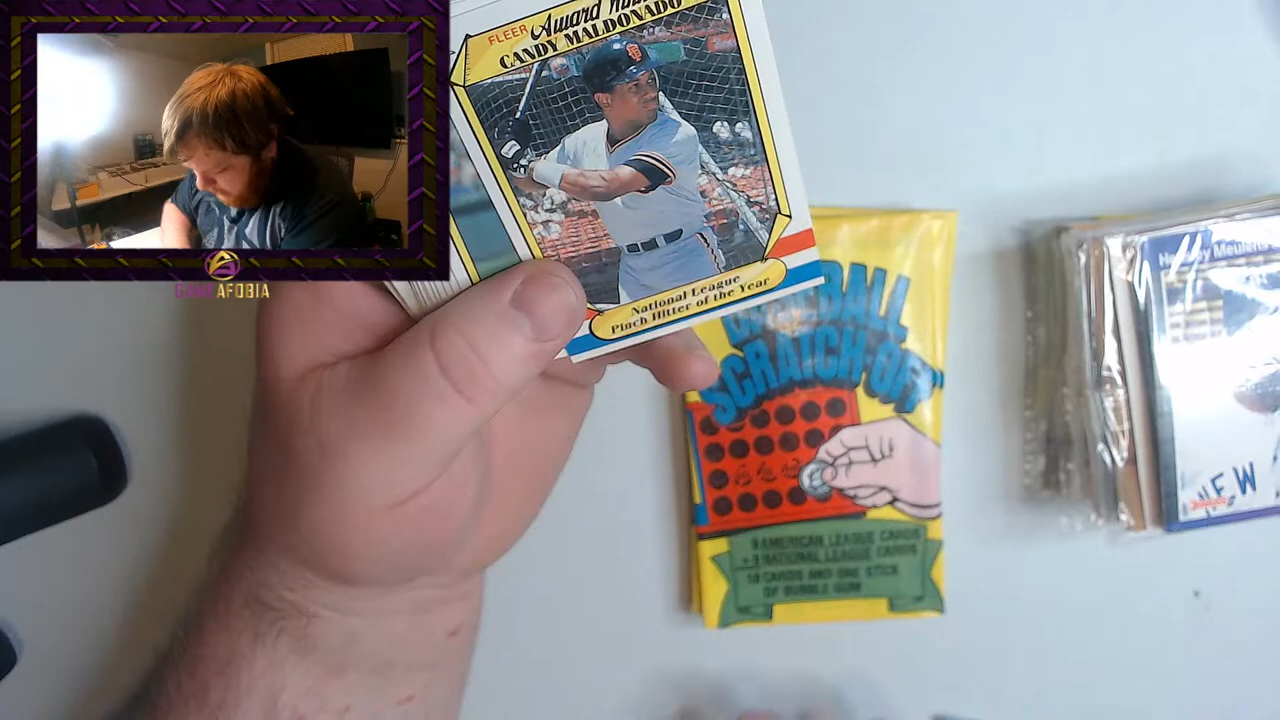 FLEER Award
CANDY MALDONADO
National League
Pinch Hitter of the Year
BASEBALL
SCRATCH-OFF
9 AMERICAN LEAGUE CARDS
+ 9 NATIONAL LEAGUE CARDS
18 CARDS AND ONE STICK
OF BUBBLE GUM
NEW